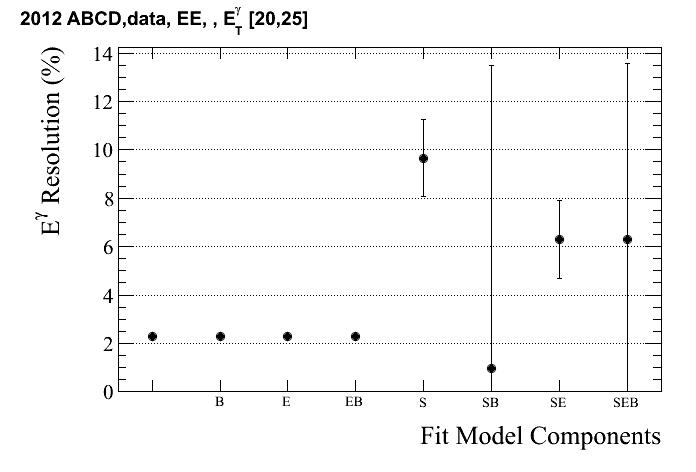 2012 ABCD,data, EE, , E_T^γ [20,25]
E^γ Resolution (%)
14
12
10
8
6
4
2
0
B E EB S SB SE SEB
Fit Model Components